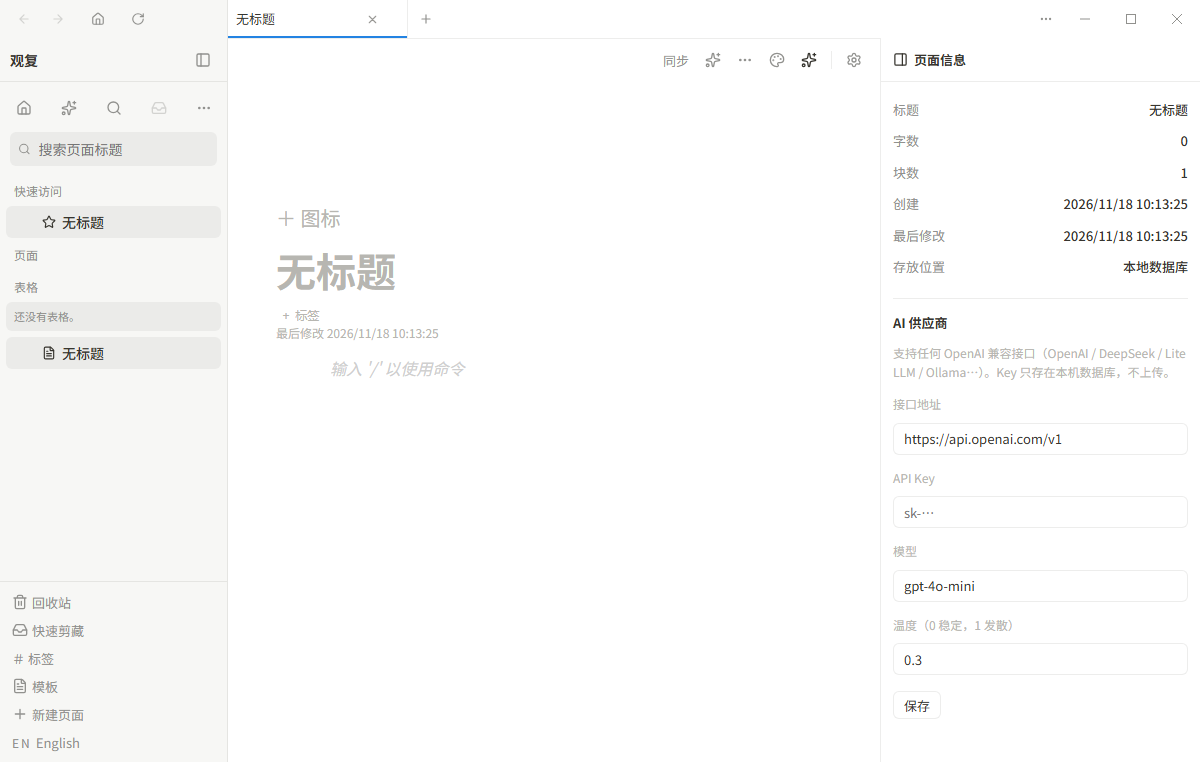 无标题
观复
同步
页面信息
搜索页面标题
快速访问
无标题
页面
表格
还没有表格。
无标题
回收站
快速剪藏
# 标签
模板
新建页面
EN English
+ 图标
无标题
+ 标签
最后修改 2026/11/18 10:13:25
输入 '/' 以使用命令
标题 无标题
字数 0
块数 1
创建 2026/11/18 10:13:25
最后修改 2026/11/18 10:13:25
存放位置 本地数据库
AI 供应商
支持任何 OpenAI 兼容接口（OpenAI / DeepSeek / Lite
LLM / Ollama…）。Key 只存在本机数据库，不上传。
接口地址
https://api.openai.com/v1
API Key
sk-…
模型
gpt-4o-mini
温度（0 稳定，1 发散）
0.3
保存